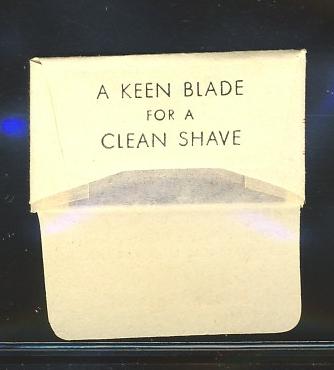 A KEEN BLADE
FOR A
CLEAN SHAVE